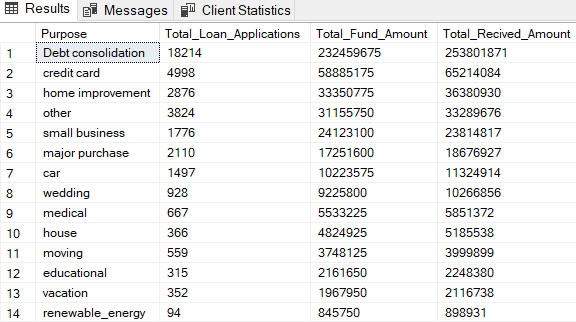 Results Messages Client Statistics
Purpose Total_Loan_Applications Total_Fund_Amount Total_Recived_Amount
1 Debt consolidation 18214 232459675 253801871
2 credit card 4998 58885175 65214084
3 home improvement 2876 33350775 36380930
4 other 3824 31155750 33289676
5 small business 1776 24123100 23814817
6 major purchase 2110 17251600 18676927
7 car 1497 10223575 11324914
8 wedding 928 9225800 10266856
9 medical 667 5533225 5851372
10 house 366 4824925 5185538
11 moving 559 3748125 3999899
12 educational 315 2161650 2248380
13 vacation 352 1967950 2116738
14 renewable_energy 94 845750 898931